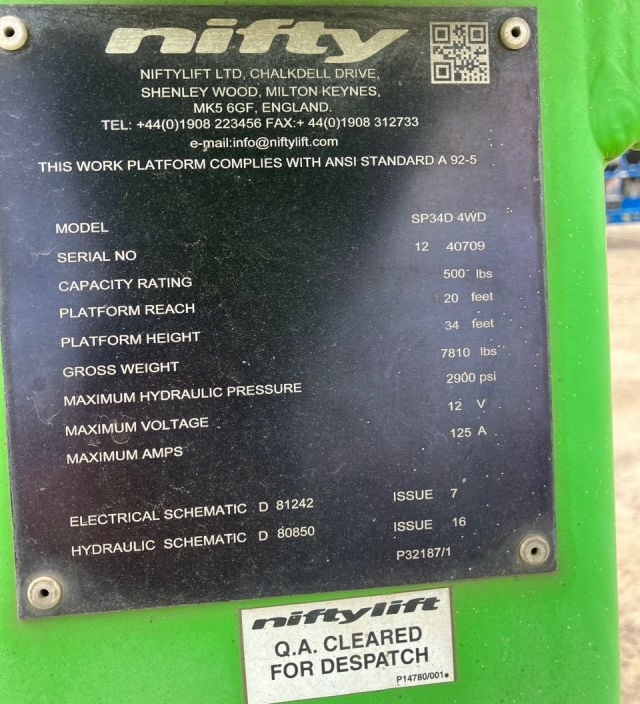 nifty
NIFTYLIFT LTD, CHALKDELL DRIVE,
SHENLEY WOOD, MILTON KEYNES,
MK5 6GF, ENGLAND.
TEL: +44(0)1908 223456 FAX:+ 44(0)1908 312733
e-mail:info@niftylift.com
THIS WORK PLATFORM COMPLIES WITH ANSI STANDARD A 92-5
MODEL SP34D 4WD
SERIAL NO 12 40709
CAPACITY RATING 500 lbs
PLATFORM REACH 20 feet
PLATFORM HEIGHT 34 feet
GROSS WEIGHT 7810 lbs
MAXIMUM HYDRAULIC PRESSURE 2900 psi
MAXIMUM VOLTAGE 12 V
MAXIMUM AMPS 125 A
ELECTRICAL SCHEMATIC D 81242 ISSUE 7
HYDRAULIC SCHEMATIC D 80850 ISSUE 16
P32187/1
niftylift
Q.A. CLEARED
FOR DESPATCH
P14780/001